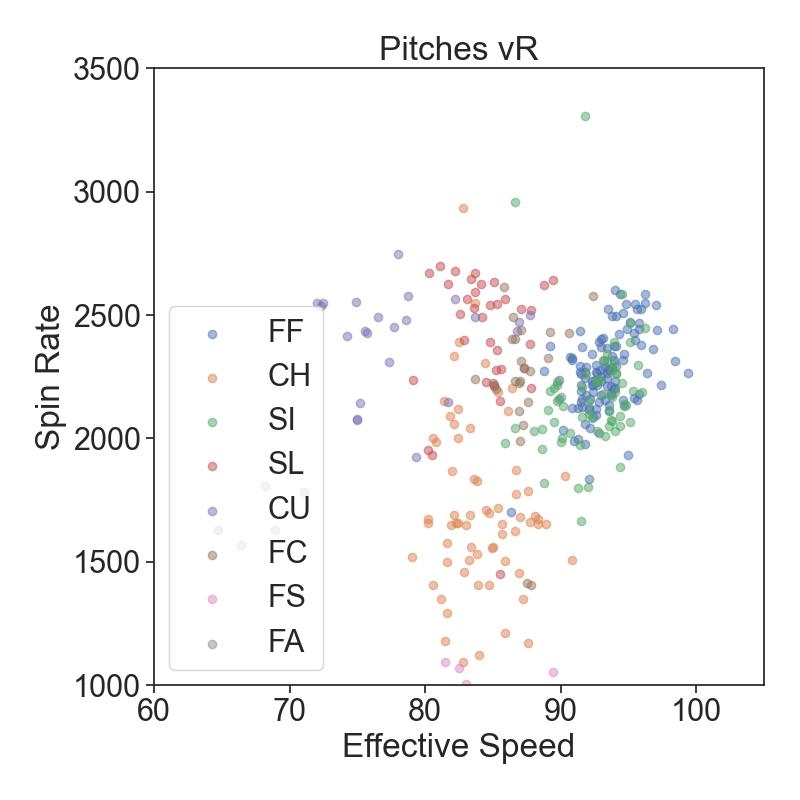 Pitches vR
3500
3000
2500
2000
1500
1000
Spin Rate
FF
CH
SI
SL
CU
FC
FS
FA
60 70 80 90 100
Effective Speed